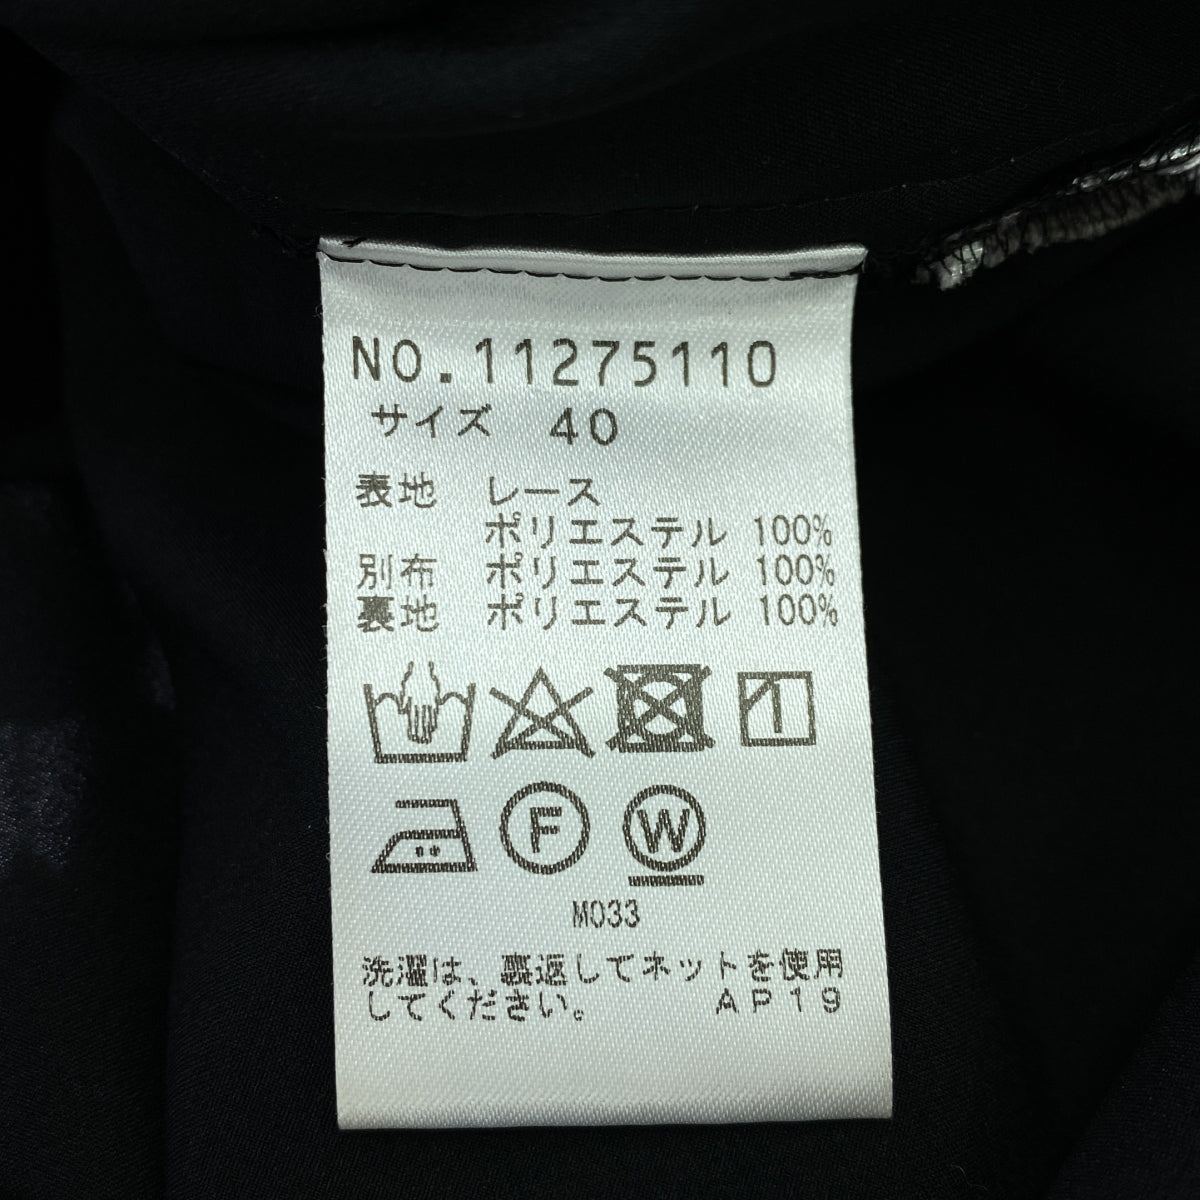 NO.11275110
サイズ 40
表地 レース
ポリエステル 100%
別布 ポリエステル 100%
裏地 ポリエステル 100%
F W
M033
洗濯は、裏返してネットを使用
してください。 AP19